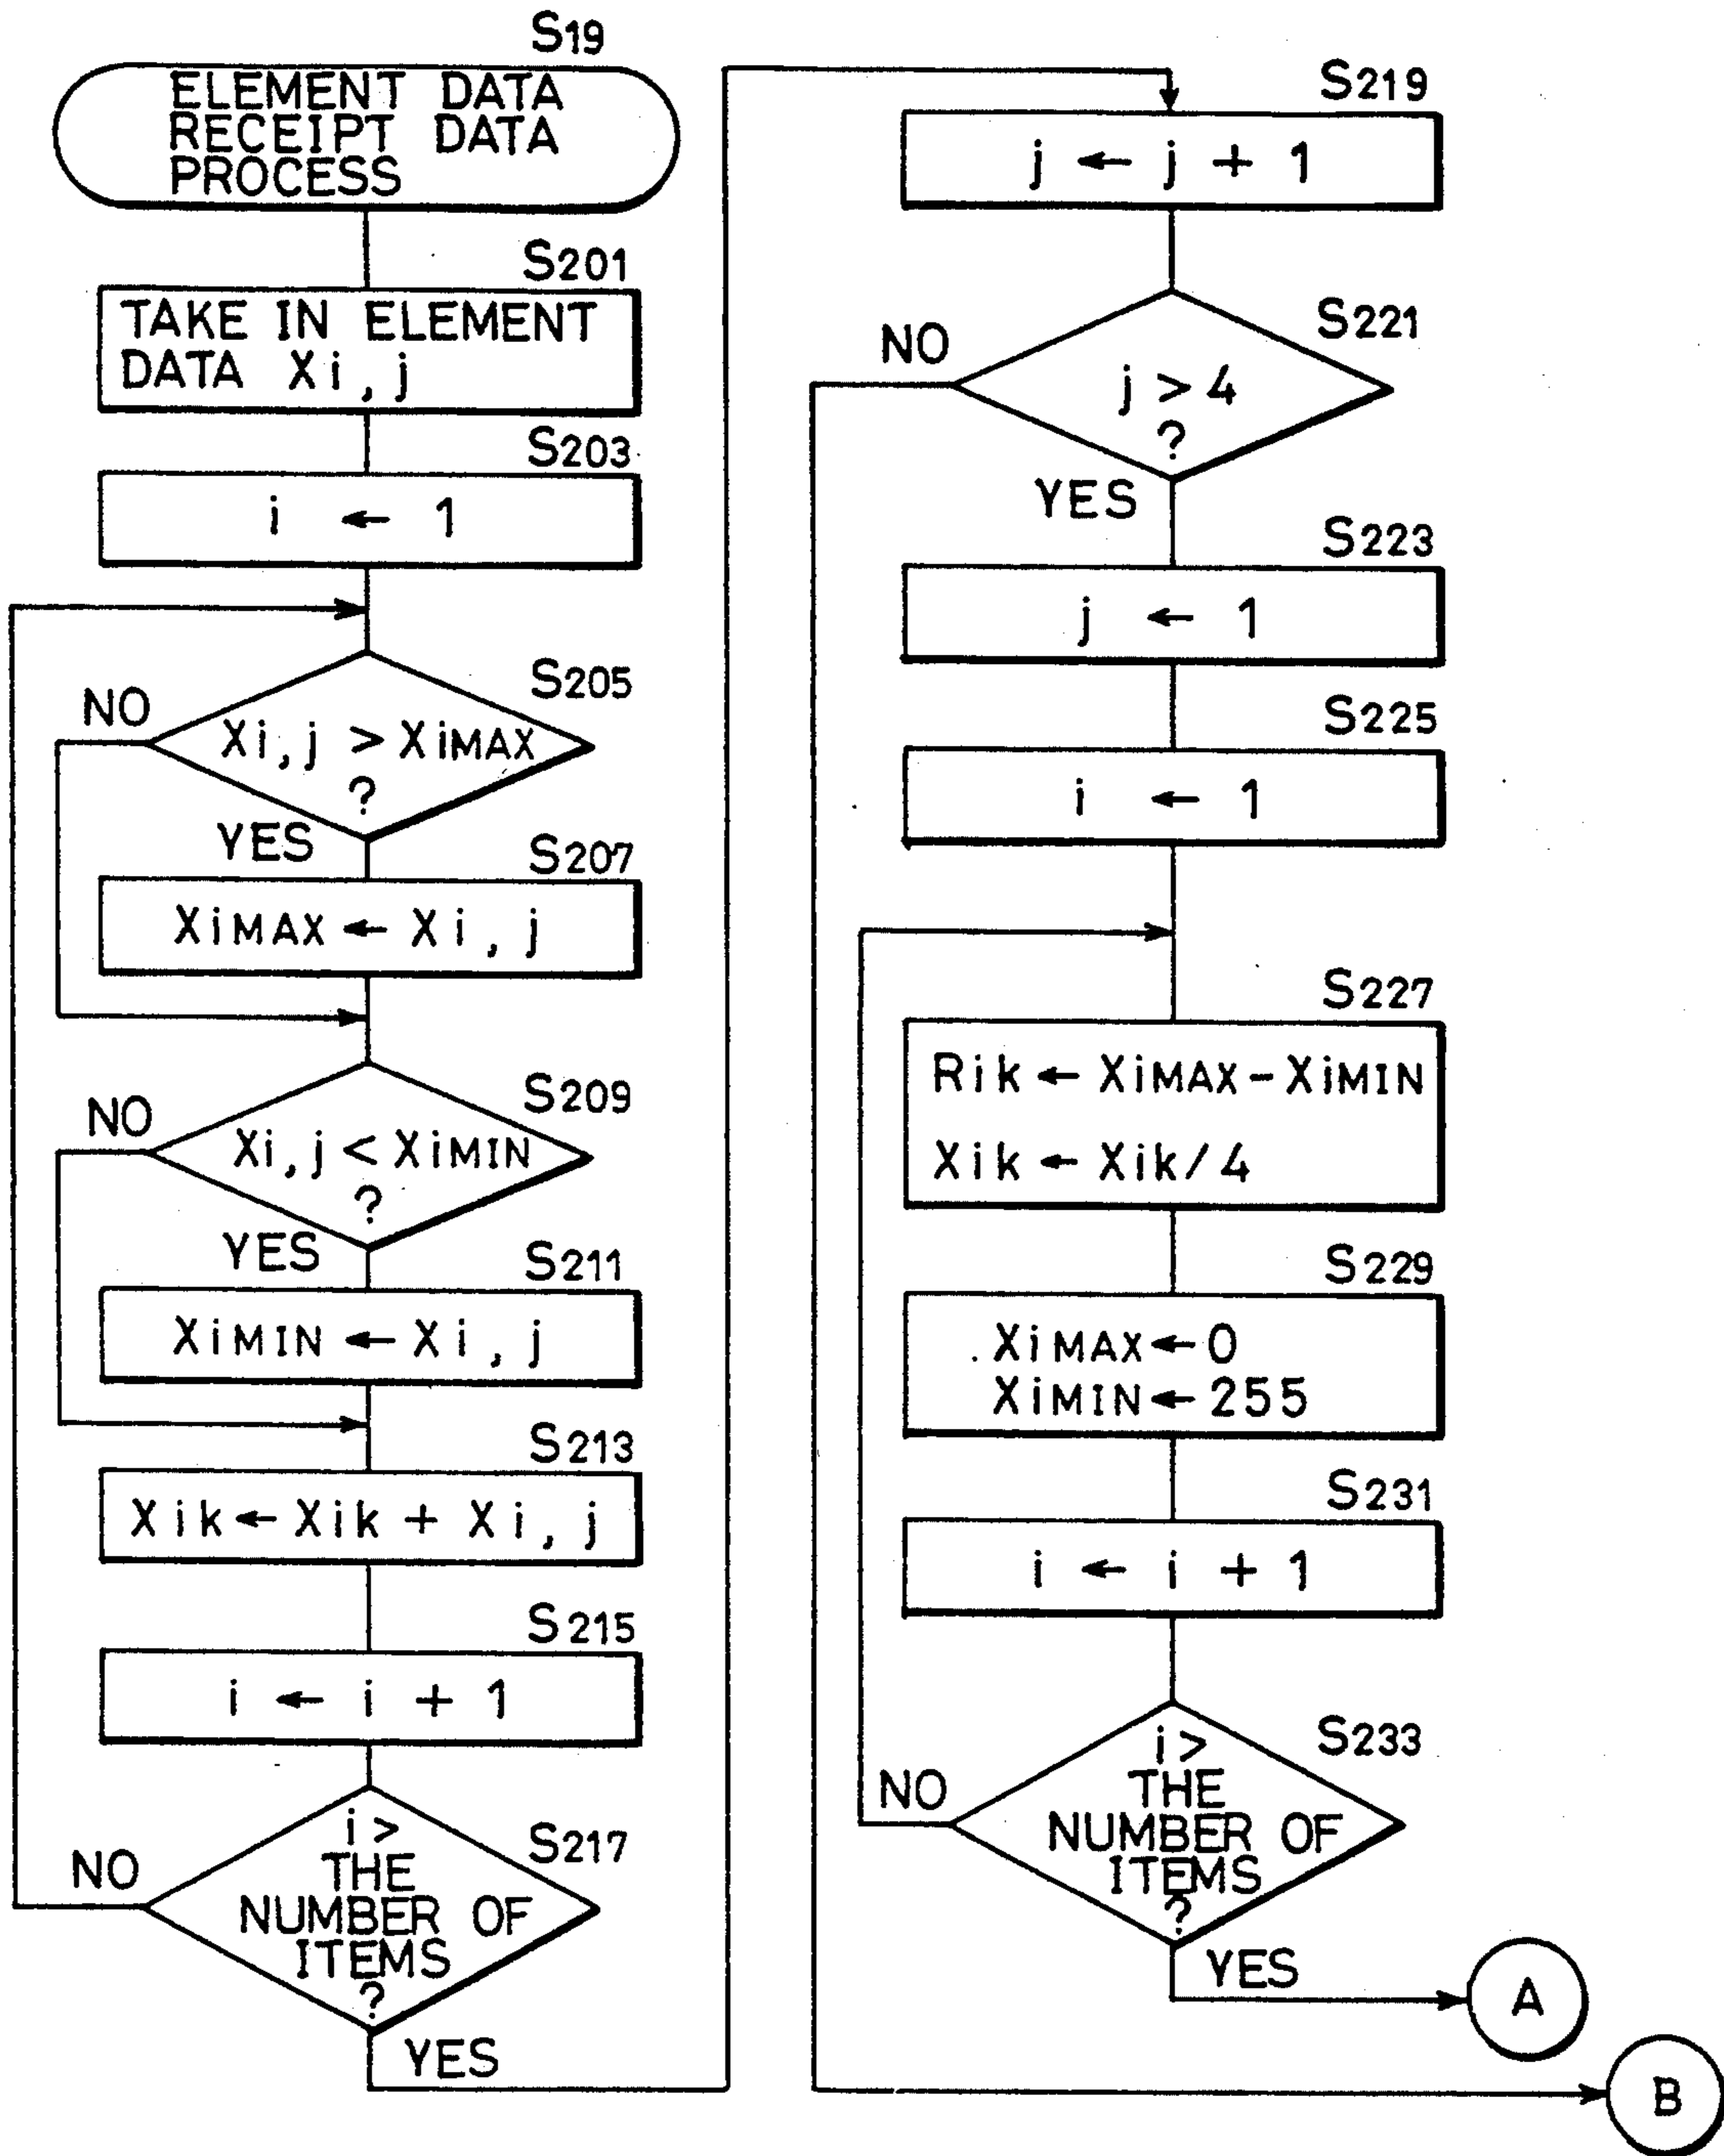 S19
ELEMENT DATA
RECEIPT DATA
PROCESS
S201
TAKE IN ELEMENT
DATA Xi, j
S203
i ← 1
S205
NO
Xi, j > XiMAX
?
YES
S207
XiMAX ← Xi, j
S209
NO
Xi, j < XiMIN
?
YES
S211
XiMIN ← Xi, j
S213
Xik ← Xik + Xi, j
S215
i ← i + 1
S217
NO
i >
THE
NUMBER OF
ITEMS
?
YES
S219
j ← j + 1
S221
NO
j > 4
?
YES
S223
j ← 1
S225
i ← 1
S227
Rik ← XiMAX - XiMIN
Xik ← Xik / 4
S229
XiMAX ← 0
XiMIN ← 255
S231
i ← i + 1
S233
NO
i >
THE
NUMBER OF
ITEMS
?
YES
A
B